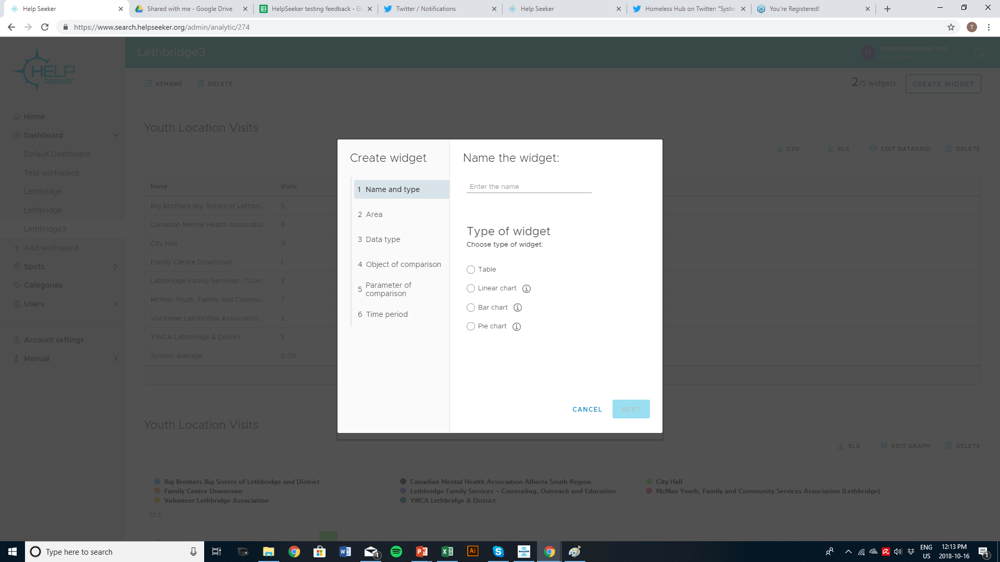 Help Seeker
Shared with me - Google Drive
HelpSeeker testing feedback - Go
Twitter / Notifications
Help Seeker
Homeless Hub on Twitter: "Syste
You're Registered!
https://www.search.helpseeker.org/admin/analytic/274
T
HELP
seeker
Lethbridge3
U
info@helpseeker.org
RENAME
DELETE
2/5 widgets
CREATE WIDGET
Home
Dashboard
Default Dashboard
Test workspace
Lethbridge
Lethbridge
Lethbridge3
Add workspace
Spots
Categories
Users
Account settings
Manual
Youth Location Visits
CSV
XLS
EDIT DATAGRID
DELETE
Name Visits
Big Brothers Big Sisters of Lethbri... 5
Canadian Mental Health Associatio... 6
City Hall 11
Family Centre Downtown 1
Lethbridge Family Services - Coun... 3
McMan Youth, Family and Commu... 7
Volunteer Lethbridge Association 2
YWCA Lethbridge & District 5
System average 0.09
Create widget
1 Name and type
2 Area
3 Data type
4 Object of comparison
5 Parameter of
comparison
6 Time period
Name the widget:
Enter the name
Type of widget
Choose type of widget:
Table
Linear chart
Bar chart
Pie chart
CANCEL
NEXT
Youth Location Visits
XLS
EDIT GRAPH
DELETE
Big Brothers Big Sisters of Lethbridge and District
Canadian Mental Health Association Alberta South Region
City Hall
Family Centre Downtown
Lethbridge Family Services - Counseling, Outreach and Education
McMan Youth, Family and Community Services Association (Lethbridge)
Volunteer Lethbridge Association
YWCA Lethbridge & District
12.5
Type here to search
1
Ai
ENG
US
12:13 PM
2018-10-16
1